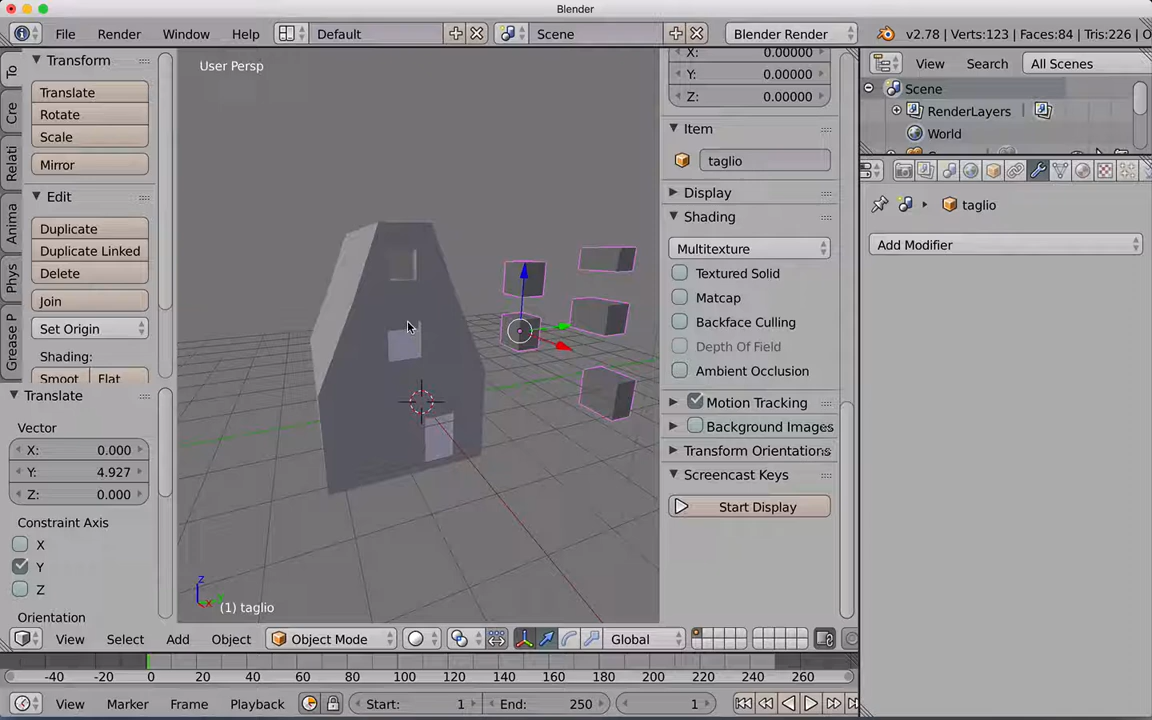 Blender
File Render Window Help Default Scene Blender Render v2.78 | Verts:123 | Faces:84 | Tris:226 | O
Transform
Translate
Rotate
Scale
Mirror
Edit
Duplicate
Duplicate Linked
Delete
Join
Set Origin
Shading:
Smoot Flat
Translate
Vector
X: 0.000
Y: 4.927
Z: 0.000
Constraint Axis
X
Y
Z
Orientation
To
Cre
Relati
Anima
Phys
Grease P
User Persp
z
x
(1) taglio
X: 0.00000
Y: 0.00000
Z: 0.00000
Item
taglio
Display
Shading
Multitexture
Textured Solid
Matcap
Backface Culling
Depth Of Field
Ambient Occlusion
Motion Tracking
Background Images
Transform Orientations
Screencast Keys
Start Display
View Search All Scenes
Scene
RenderLayers |
World
taglio
Add Modifier
View Select Add Object Object Mode Global
-40 -20 0 20 40 60 80 100 120 140 160 180 200 220 240 260
View Marker Frame Playback Start: 1 End: 250 1